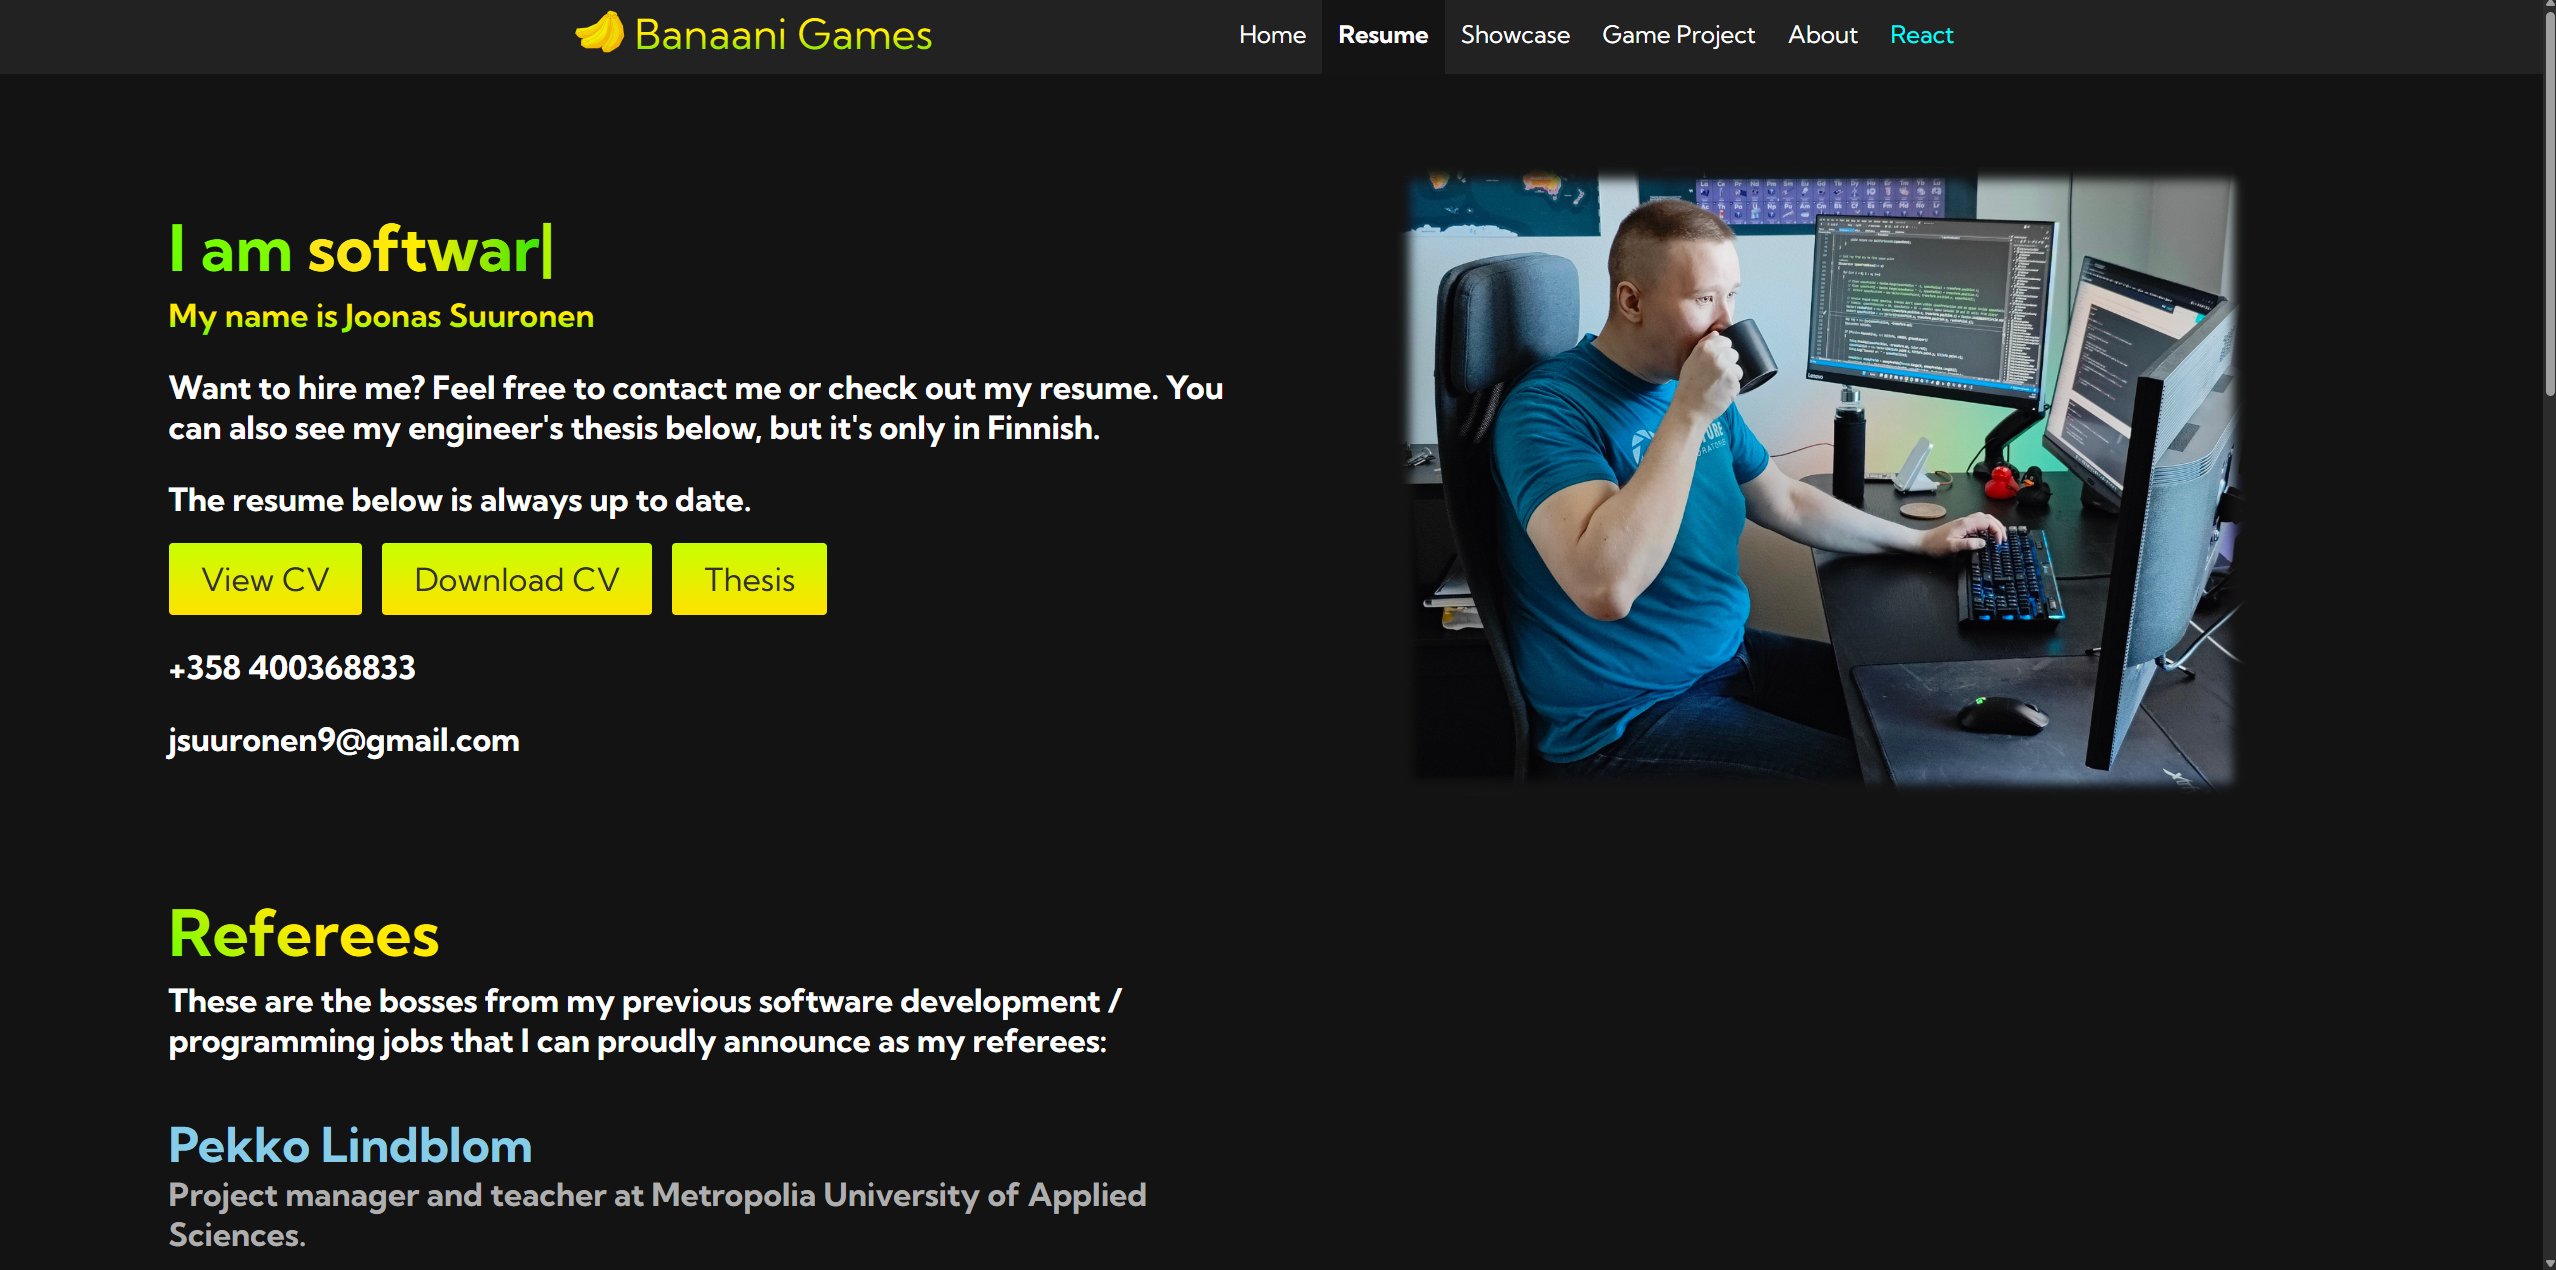 Banaani Games
Home Resume Showcase Game Project About React
I am softwar|
My name is Joonas Suuronen
Want to hire me? Feel free to contact me or check out my resume. You
can also see my engineer's thesis below, but it's only in Finnish.
The resume below is always up to date.
View CV Download CV Thesis
+358 400368833
jsuuronen9@gmail.com
Referees
These are the bosses from my previous software development /
programming jobs that I can proudly announce as my referees:
Pekko Lindblom
Project manager and teacher at Metropolia University of Applied
Sciences.